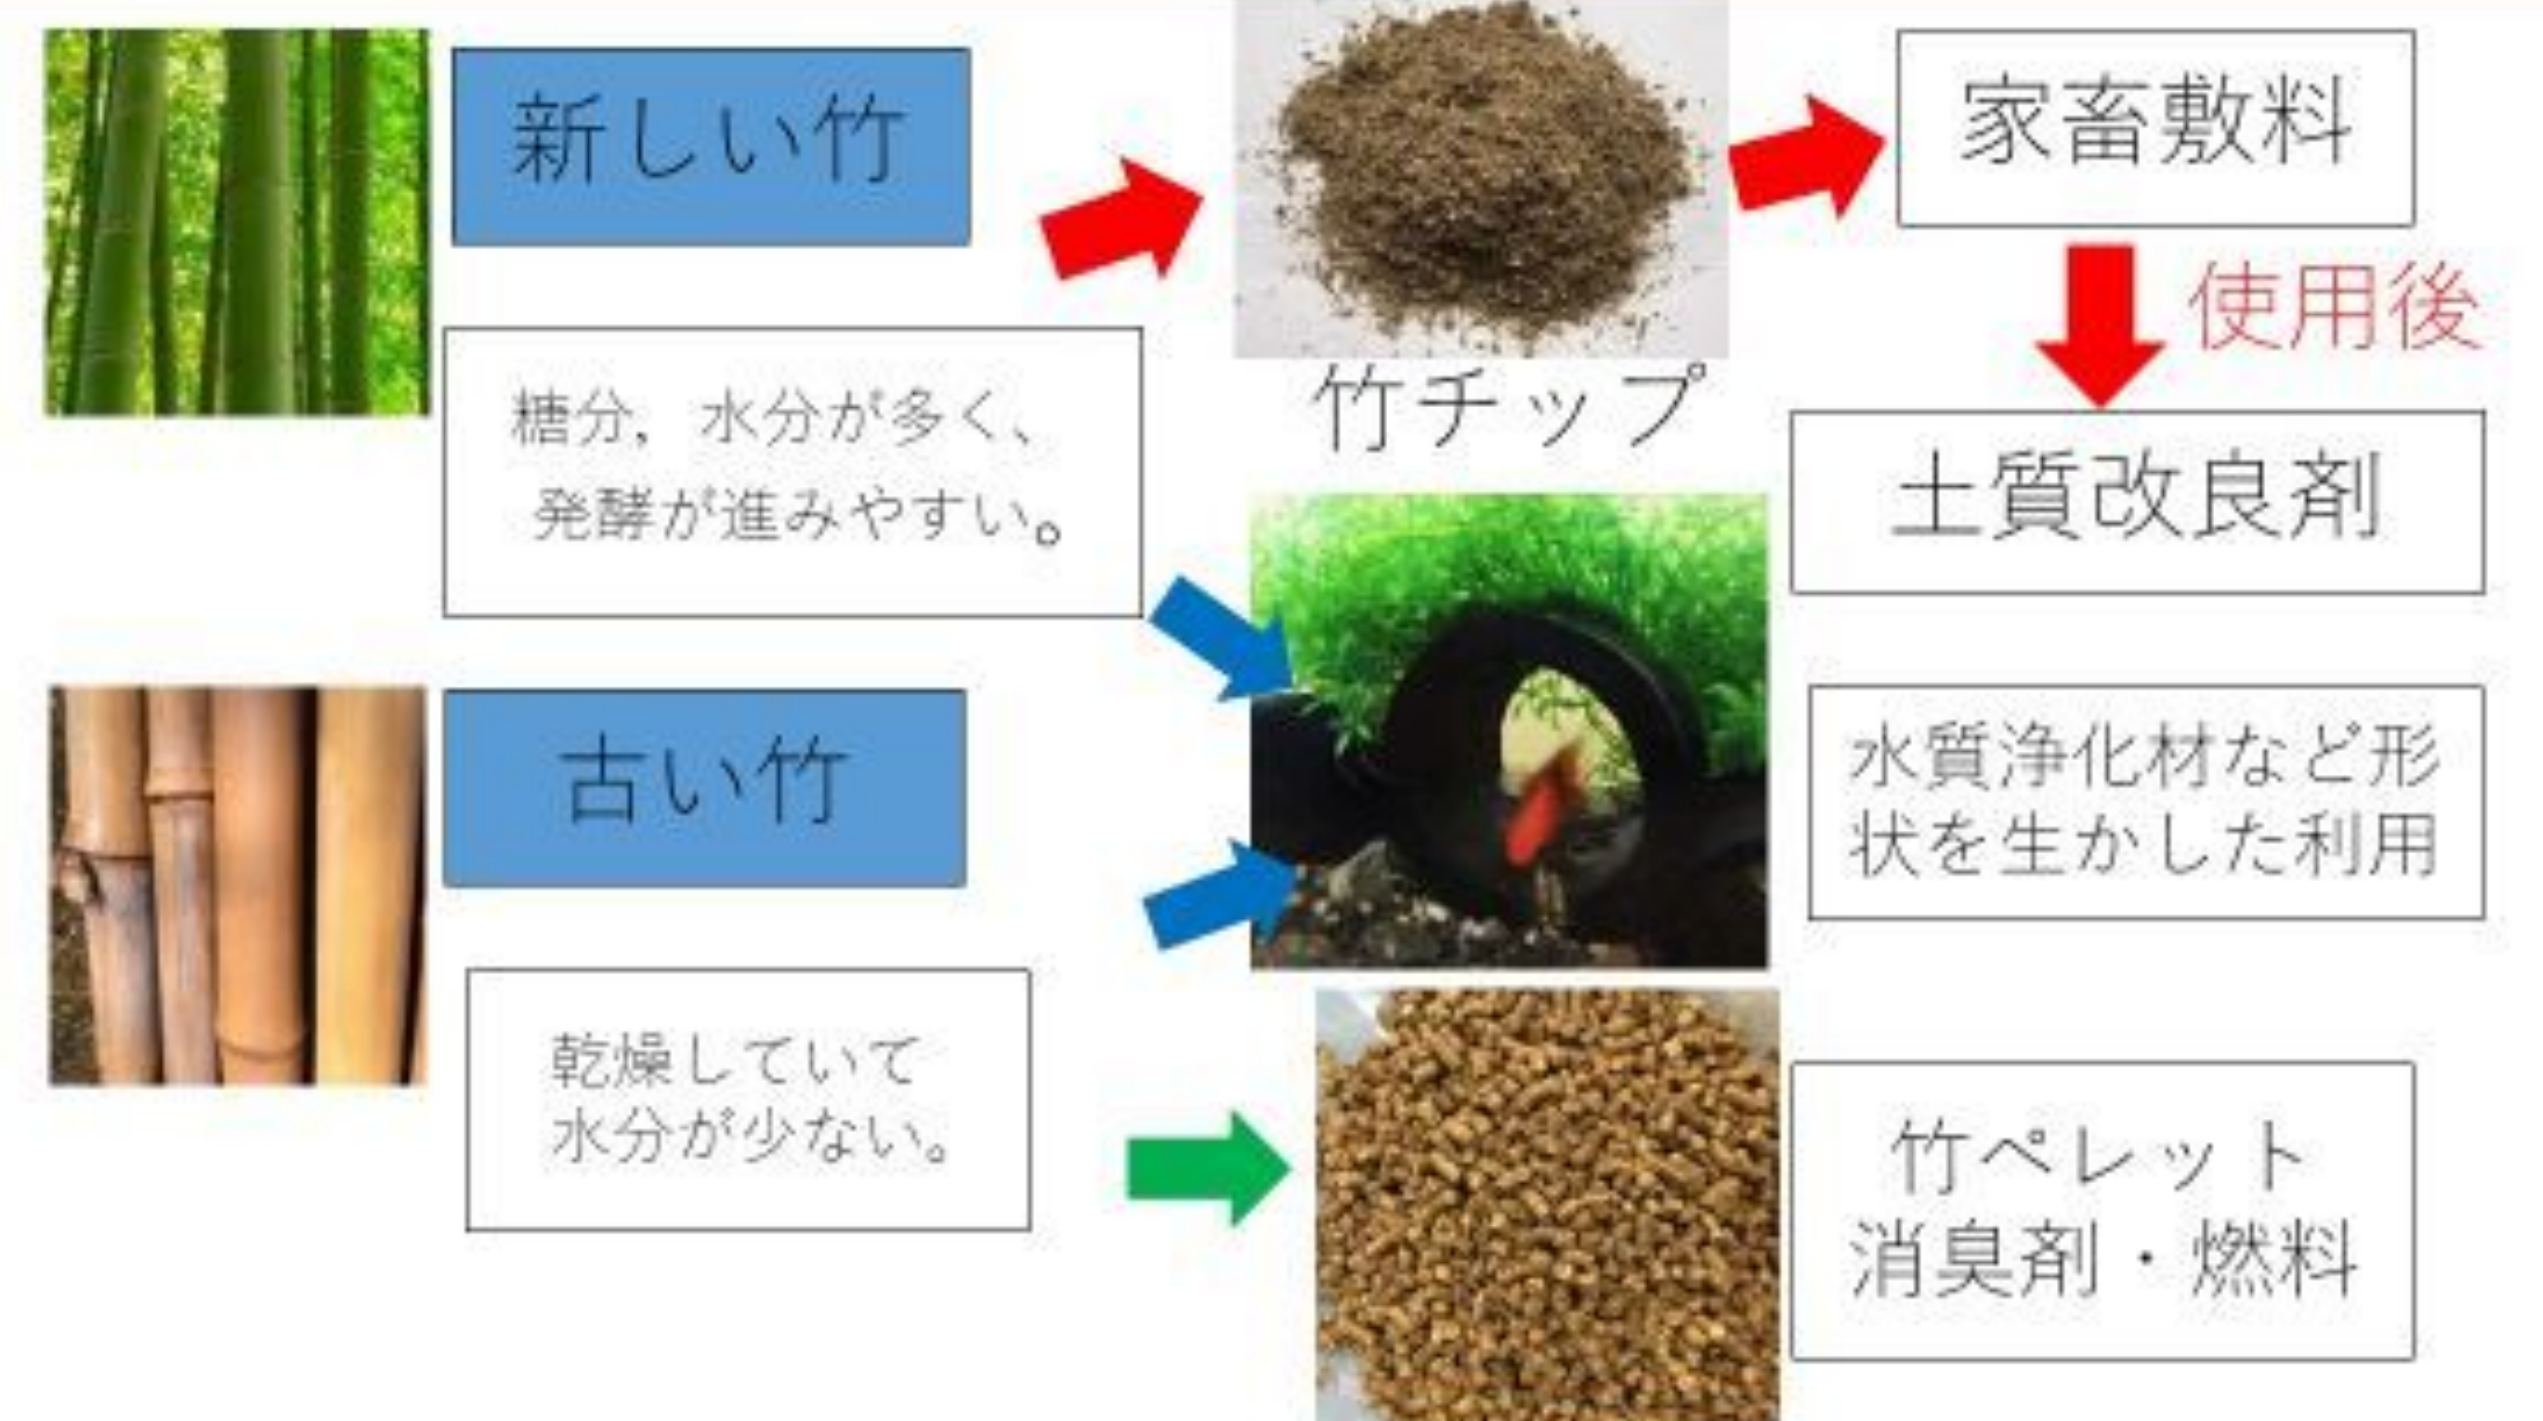 新しい竹
糖分，水分が多く、
発酵が進みやすい。
竹チップ
家畜敷料
使用後
土質改良剤
古い竹
乾燥していて
水分が少ない。
水質浄化材など形
状を生かした利用
竹ペレット
消臭剤・燃料